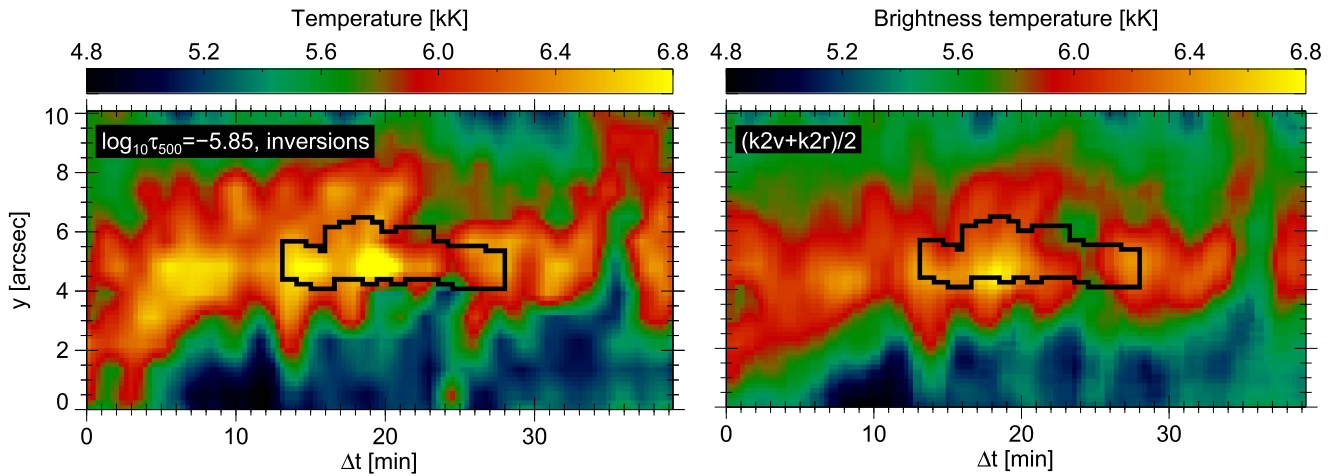 Temperature [kK]
4.8 5.2 5.6 6.0 6.4 6.8
log₁₀τ₅₀₀=−5.85, inversions
y [arcsec]
10
8
6
4
2
0
0 10 20 30
Δt [min]
Brightness temperature [kK]
4.8 5.2 5.6 6.0 6.4 6.8
(k2v+k2r)/2
0 10 20 30
Δt [min]